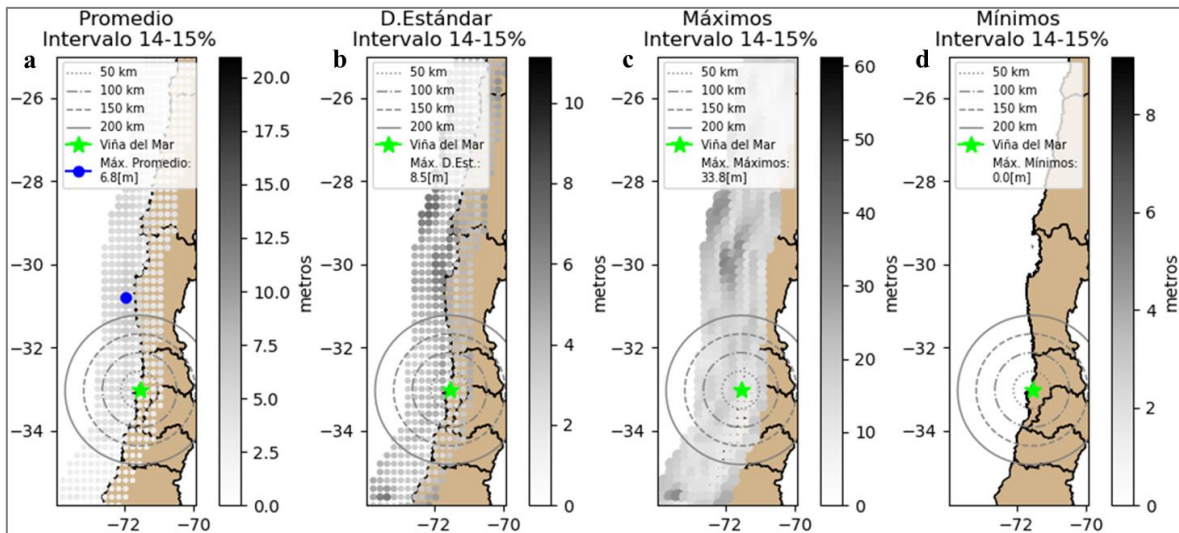 Promedio
Intervalo 14-15%
a
50 km
100 km
150 km
200 km
Viña del Mar
Máx. Promedio:
6.8[m]
−26
−28
−30
−32
−34
−72
−70
20.0
17.5
15.0
12.5
10.0
7.5
5.0
2.5
0.0
metros
D.Estándar
Intervalo 14-15%
b
50 km
100 km
150 km
200 km
Viña del Mar
Máx. D.Est.:
8.5[m]
−26
−28
−30
−32
−34
−72
−70
10
8
6
4
2
0
metros
Máximos
Intervalo 14-15%
c
50 km
100 km
150 km
200 km
Viña del Mar
Máx. Máximos:
33.8[m]
−26
−28
−30
−32
−34
−72
−70
60
50
40
30
20
10
0
metros
Mínimos
Intervalo 14-15%
d
50 km
100 km
150 km
200 km
Viña del Mar
Máx. Mínimos:
0.0[m]
−26
−28
−30
−32
−34
−72
−70
8
6
4
2
0
metros